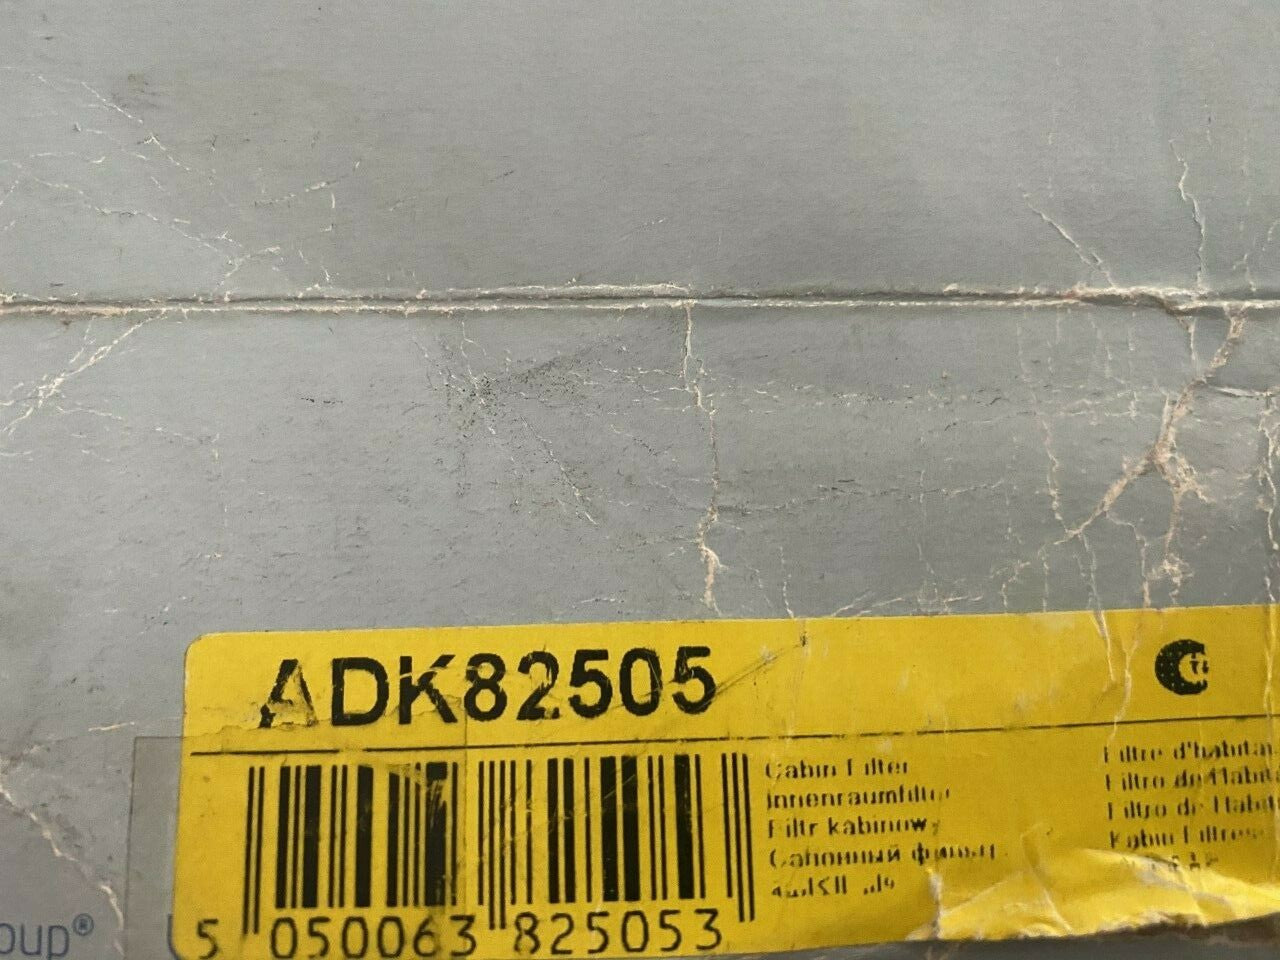 ADK82505
Cabin Filter
Innenraumfilter
Filtr kabinowy
Салонный фильтр
Filtre d'habita
Filtro de Habita
Filtro de Habit
Kabin Filtres
5 050063 825053
oup®